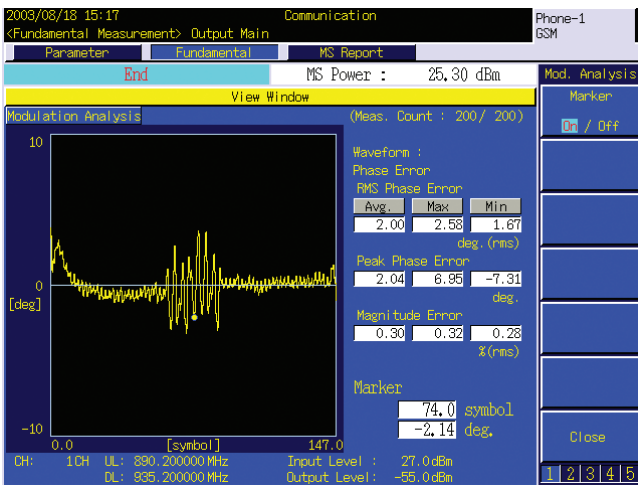 2003/08/18 15:17 Communication Phone-1
<Fundamental Measurement> Output Main GSM
Parameter Fundamental MS Report
End MS Power : 25.30 dBm Mod. Analysis
View Window Marker
Modulation Analysis (Meas. Count : 200/ 200) On / Off
10
Waveform :
Phase Error
RMS Phase Error
Avg. Max Min
2.00 2.58 1.67
deg.(rms)
Peak Phase Error
0 2.04 6.95 -7.31
[deg] deg.
Magnitude Error
0.30 0.32 0.28
%(rms)
Marker
74.0 symbol
-2.14 deg.
-10
0.0 [symbol] 147.0 Close
CH: 1CH UL: 890.200000MHz Input Level : 27.0dBm
DL: 935.200000MHz Output Level: -55.0dBm 1 2 3 4 5